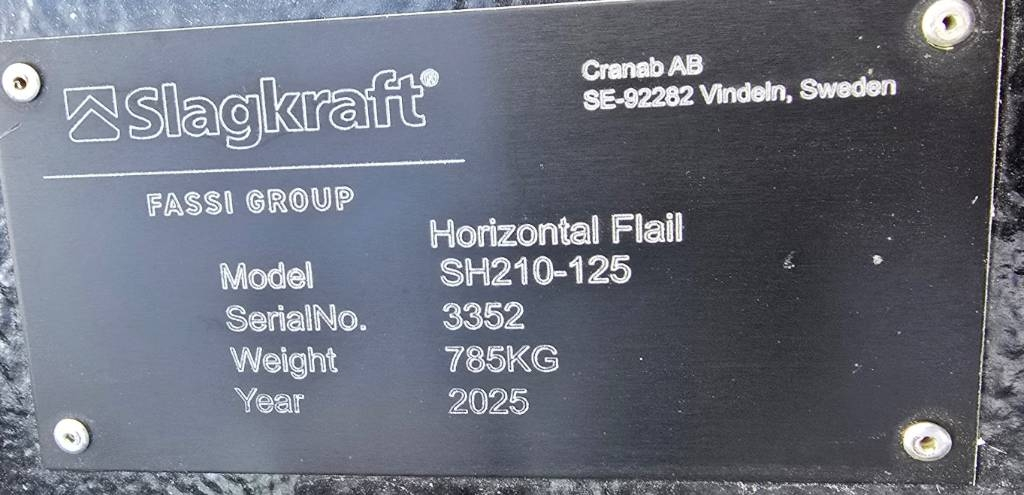 Slagkraft®
Cranab AB
SE-92282 Vindeln, Sweden
FASSI GROUP
Horizontal Flail
Model SH210-125
SerialNo. 3352
Weight 785KG
Year 2025